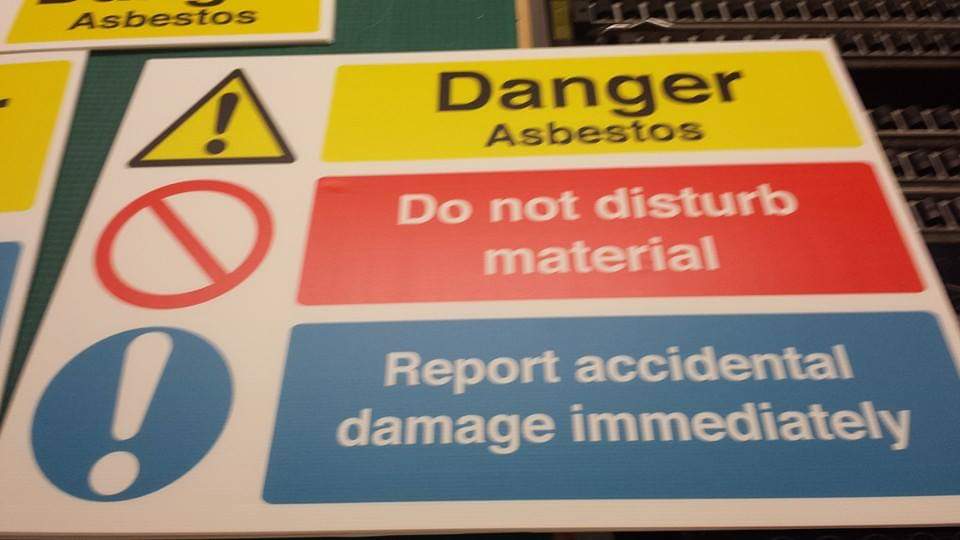 Asbestos
Danger
Asbestos
Do not disturb
material
Report accidental
damage immediately